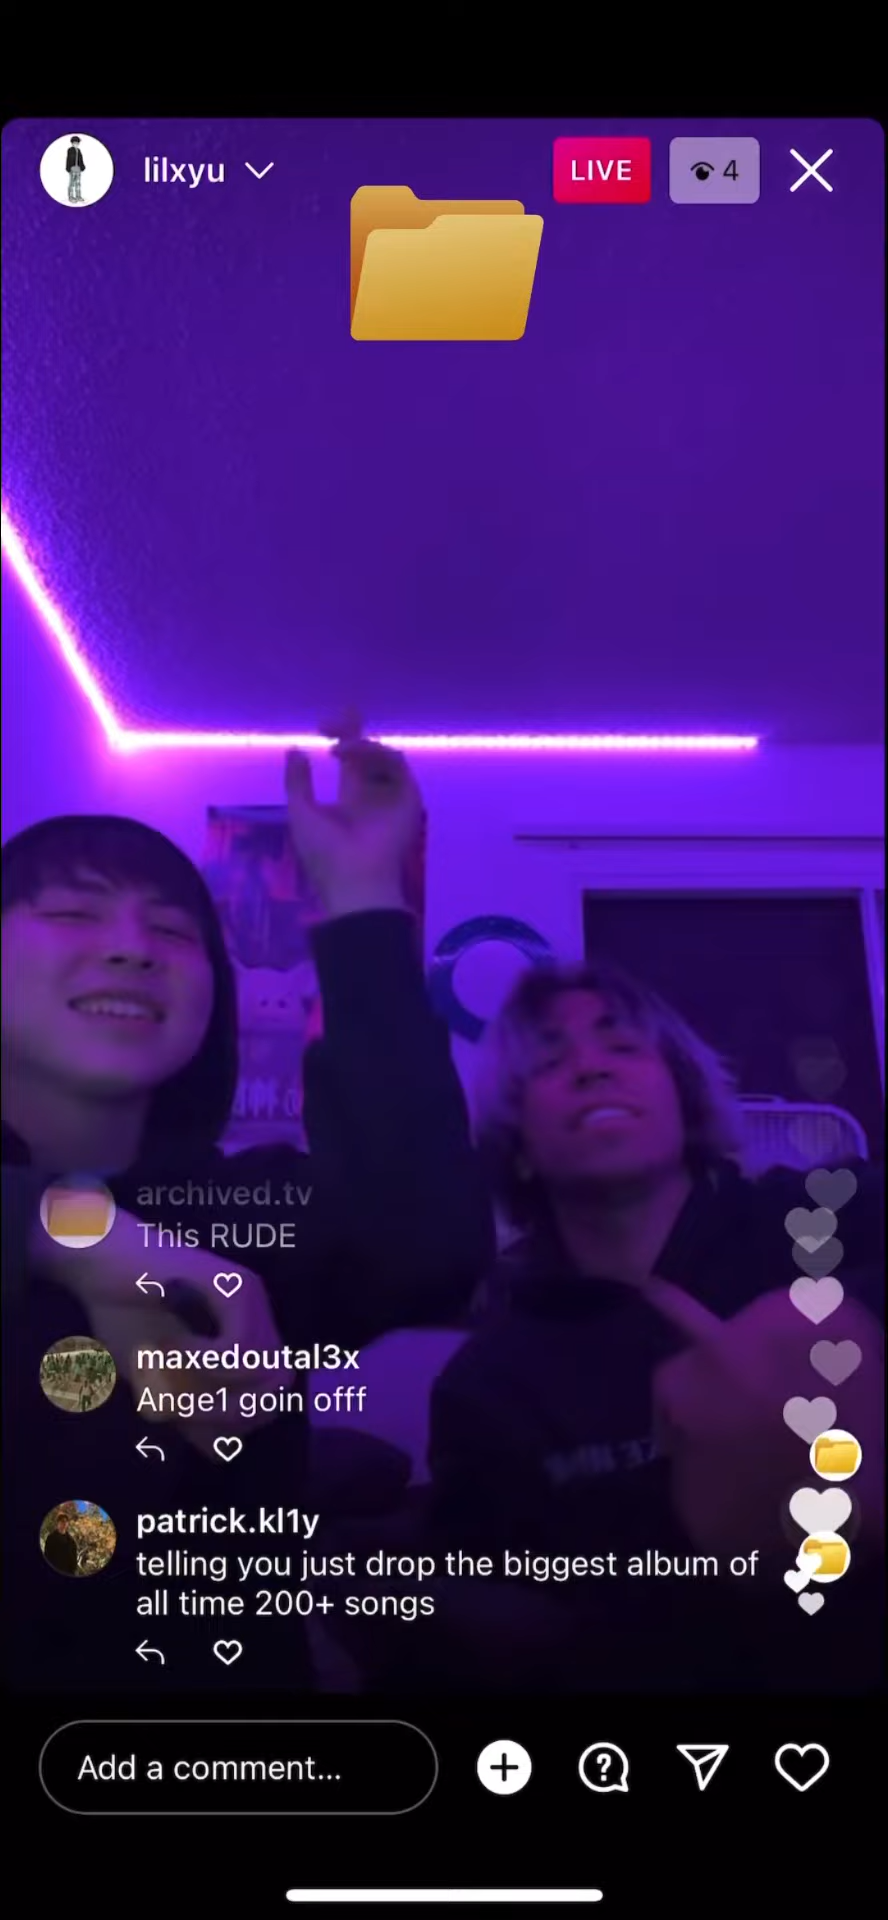 lilxyu
LIVE
4
archived.tv
This RUDE
maxedoutal3x
Ange1 goin offf
patrick.kl1y
telling you just drop the biggest album of
all time 200+ songs
Add a comment...